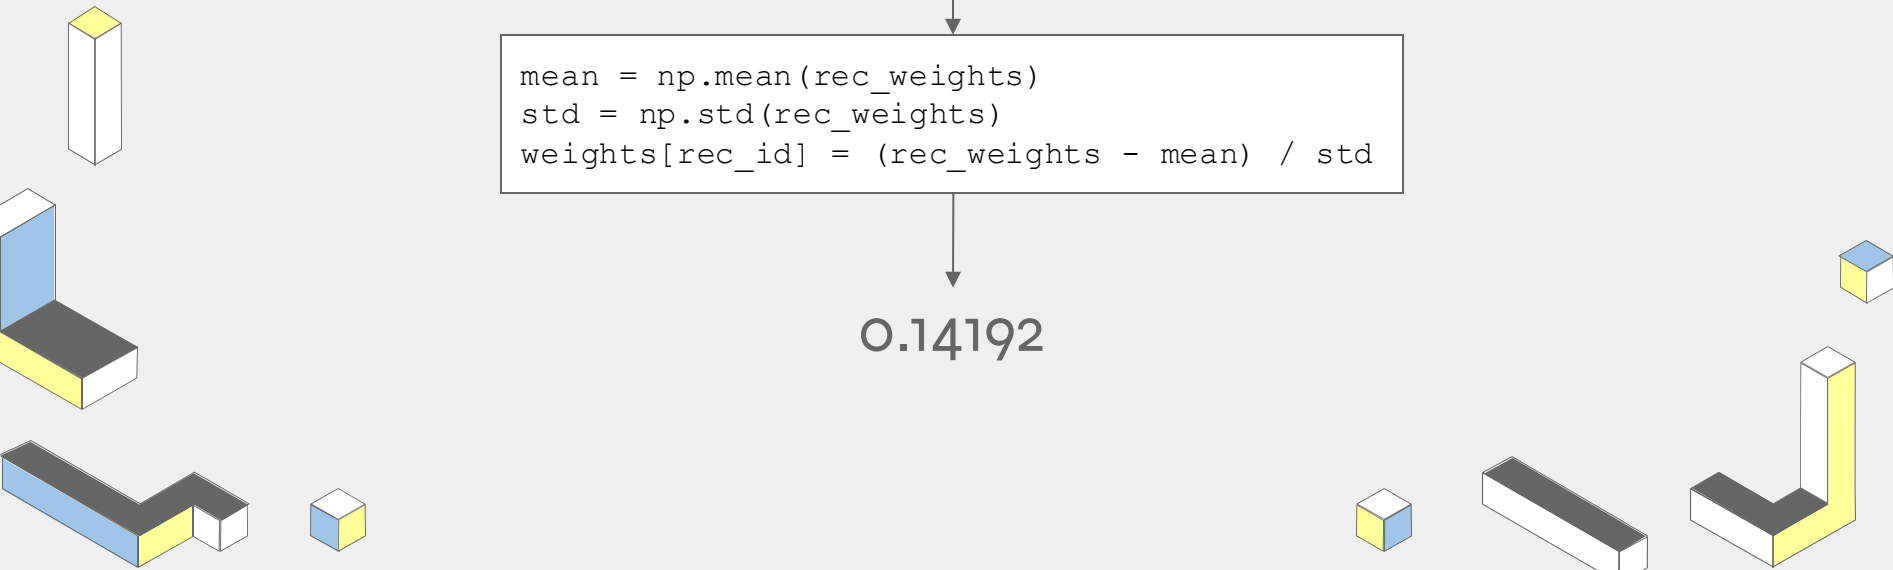 mean = np.mean(rec_weights)
std = np.std(rec_weights)
weights[rec_id] = (rec_weights - mean) / std
0.14192